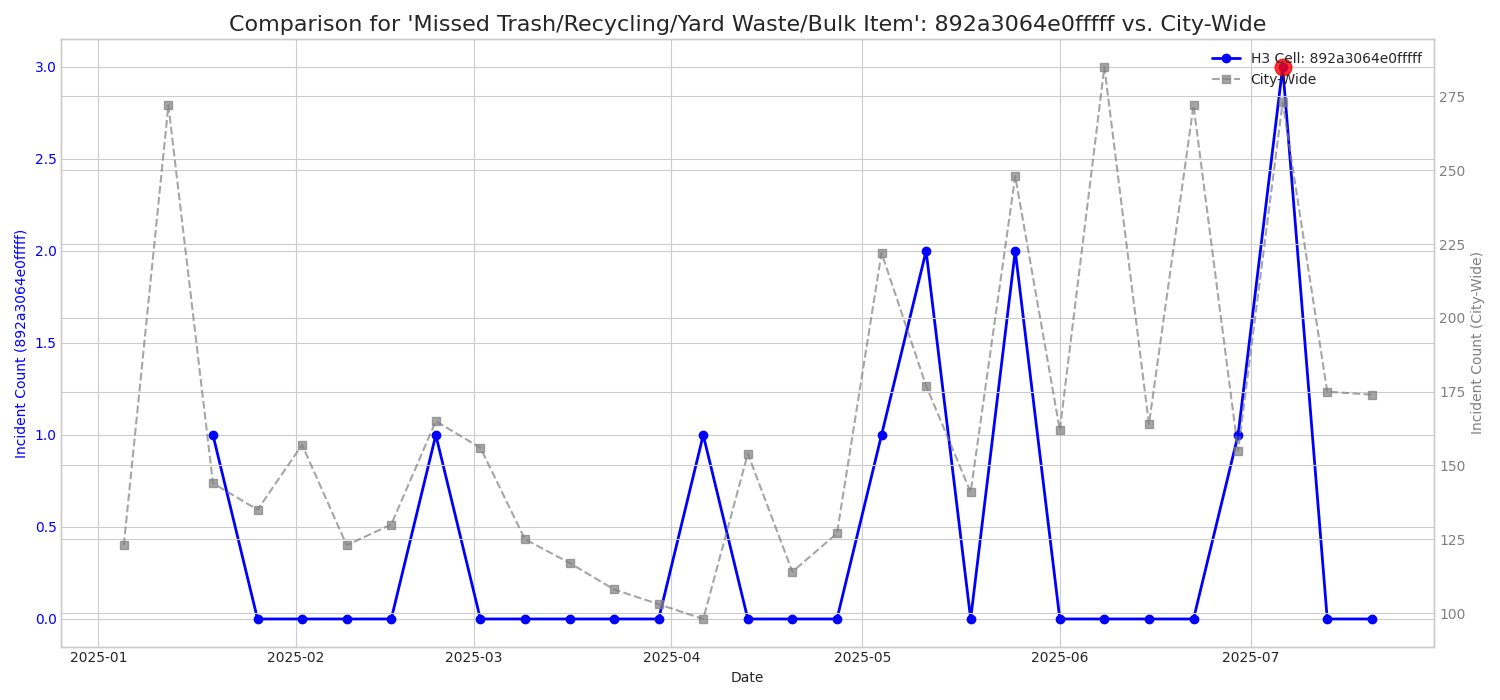 Comparison for 'Missed Trash/Recycling/Yard Waste/Bulk Item': 892a3064e0fffff vs. City-Wide
H3 Cell: 892a3064e0fffff
City-Wide
3.0
2.5
2.0
1.5
1.0
0.5
0.0
Incident Count (892a3064e0fffff)
275
250
225
200
175
150
125
100
Incident Count (City-Wide)
2025-01 2025-02 2025-03 2025-04 2025-05 2025-06 2025-07
Date